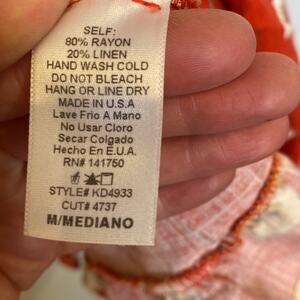 SELF:
80% RAYON
20% LINEN
HAND WASH COLD
DO NOT BLEACH
HANG OR LINE DRY
MADE IN U.S.A
Lave Frio A Mano
No Usar Cloro
Secar Colgado
Hecho En E.U.A.
RN# 141750
STYLE# KD4933
CUT# 4737
M/MEDIANO